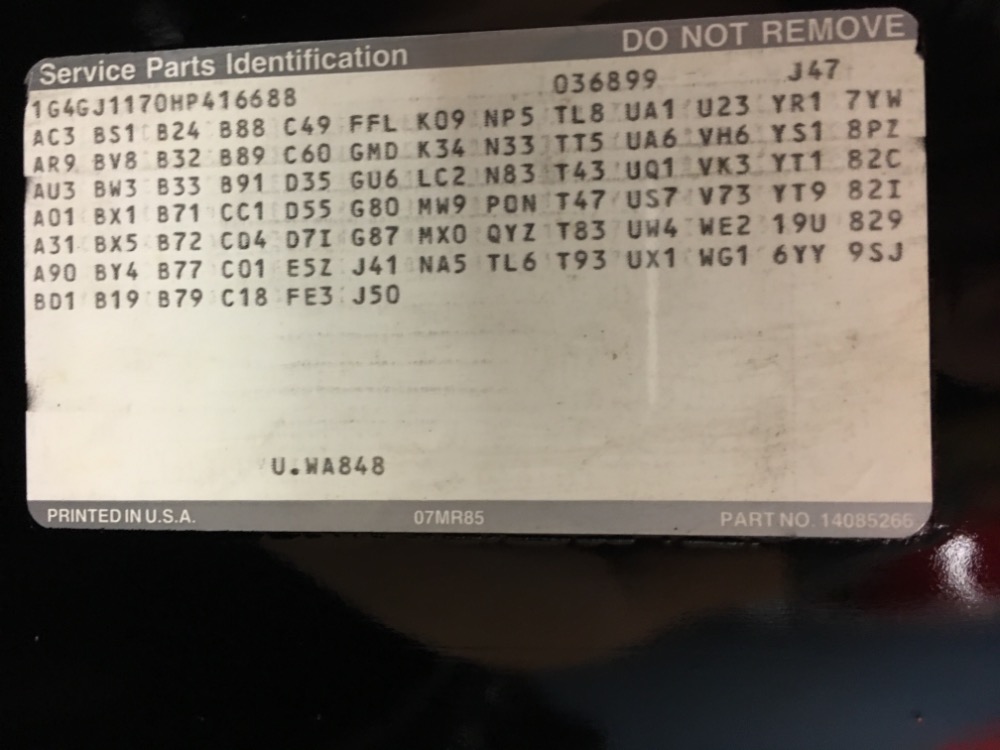 Service Parts Identification DO NOT REMOVE
1G4GJ1170HP416688 036899 J47
AC3 BS1 B24 B88 C49 FFL K09 NP5 TL8 UA1 U23 YR1 7YW
AR9 BV8 B32 B89 C60 GMD K34 N33 TT5 UA6 VH6 YS1 8PZ
AU3 BW3 B33 B91 D35 GU6 LC2 N83 T43 UQ1 VK3 YT1 82C
A01 BX1 B71 CC1 D55 G80 MW9 PON T47 US7 V73 YT9 82I
A31 BX5 B72 CD4 D7I G87 MX0 QYZ T83 UW4 WE2 19U 829
A90 BY4 B77 C01 E5Z J41 NA5 TL6 T93 UX1 WG1 6YY 9SJ
BD1 B19 B79 C18 FE3 J50
U.WA848
PRINTED IN U.S.A. 07MR85 PART NO. 14085265